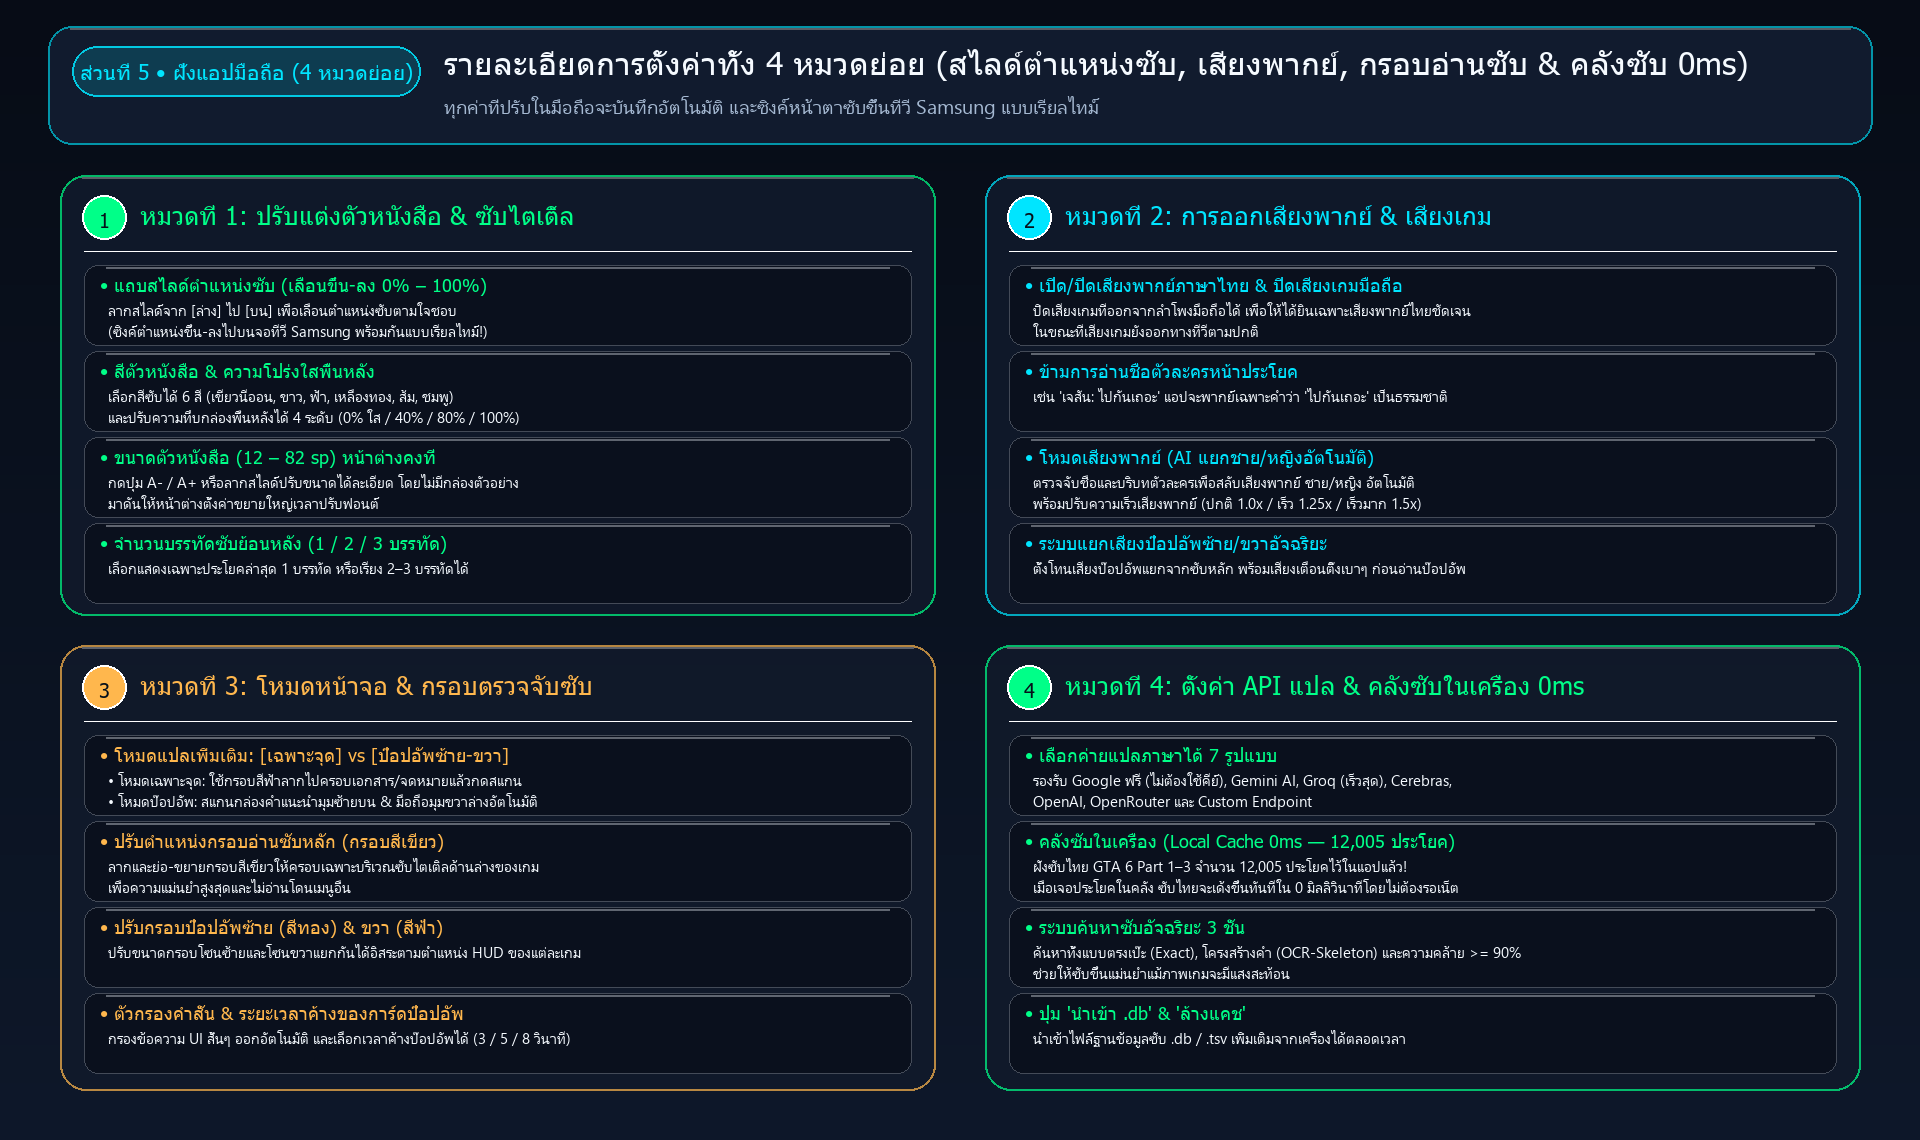 ส่วนที่ 5 • ฝั่งแอปมือถือ (4 หมวดย่อย)
รายละเอียดการตั้งค่าทั้ง 4 หมวดย่อย (สไลด์ตำแหน่งซับ, เสียงพากย์, กรอบอ่านซับ & คลังซับ 0ms)
ทุกค่าที่ปรับในมือถือจะบันทึกอัตโนมัติ และซิงค์หน้าตาซับขึ้นทีวี Samsung แบบเรียลไทม์
1
หมวดที่ 1: ปรับแต่งตัวหนังสือ & ซับไตเติ้ล
• แถบสไลด์ตำแหน่งซับ (เลื่อนขึ้น-ลง 0% – 100%)
ลากสไลด์จาก [ล่าง] ไป [บน] เพื่อเลื่อนตำแหน่งซับตามใจชอบ
(ซิงค์ตำแหน่งขึ้น-ลงไปบนจอทีวี Samsung พร้อมกันแบบเรียลไทม์!)
• สีตัวหนังสือ & ความโปร่งใสพื้นหลัง
เลือกสีซับได้ 6 สี (เขียวนีออน, ขาว, ฟ้า, เหลืองทอง, ส้ม, ชมพู)
และปรับความทึบกล่องพื้นหลังได้ 4 ระดับ (0% ใส / 40% / 80% / 100%)
• ขนาดตัวหนังสือ (12 – 82 sp) หน้าต่างคงที่
กดปุ่ม A- / A+ หรือลากสไลด์ปรับขนาดได้ละเอียด โดยไม่มีกล่องตัวอย่าง
มาดันให้หน้าต่างตั้งค่าขยายใหญ่เวลาปรับฟอนต์
• จำนวนบรรทัดซับย้อนหลัง (1 / 2 / 3 บรรทัด)
เลือกแสดงเฉพาะประโยคล่าสุด 1 บรรทัด หรือเรียง 2–3 บรรทัดได้
2
หมวดที่ 2: การออกเสียงพากย์ & เสียงเกม
• เปิด/ปิดเสียงพากย์ภาษาไทย & ปิดเสียงเกมมือถือ
ปิดเสียงเกมที่ออกจากลำโพงมือถือได้ เพื่อให้ได้ยินเฉพาะเสียงพากย์ไทยชัดเจน
ในขณะที่เสียงเกมยังออกทางทีวีตามปกติ
• ข้ามการอ่านชื่อตัวละครหน้าประโยค
เช่น 'เจสัน: ไปกันเถอะ' แอปจะพากย์เฉพาะคำว่า 'ไปกันเถอะ' เป็นธรรมชาติ
• โหมดเสียงพากย์ (AI แยกชาย/หญิงอัตโนมัติ)
ตรวจจับชื่อและบริบทตัวละครเพื่อสลับเสียงพากย์ ชาย/หญิง อัตโนมัติ
พร้อมปรับความเร็วเสียงพากย์ (ปกติ 1.0x / เร็ว 1.25x / เร็วมาก 1.5x)
• ระบบแยกเสียงป๊อปอัพซ้าย/ขวาอัจฉริยะ
ตั้งโทนเสียงป๊อปอัพแยกจากซับหลัก พร้อมเสียงเตือนติ๊งเบาๆ ก่อนอ่านป๊อปอัพ
3
หมวดที่ 3: โหมดหน้าจอ & กรอบตรวจจับซับ
• โหมดแปลเพิ่มเติม: [เฉพาะจุด] vs [ป๊อปอัพซ้าย-ขวา]
• โหมดเฉพาะจุด: ใช้กรอบสีฟ้าลากไปครอบเอกสาร/จดหมายแล้วกดสแกน
• โหมดป๊อปอัพ: สแกนกล่องคำแนะนำมุมซ้ายบน & มือถือมุมขวาล่างอัตโนมัติ
• ปรับตำแหน่งกรอบอ่านซับหลัก (กรอบสีเขียว)
ลากและย่อ-ขยายกรอบสีเขียวให้ครอบเฉพาะบริเวณซับไตเติลด้านล่างของเกม
เพื่อความแม่นยำสูงสุดและไม่อ่านโดนเมนูอื่น
• ปรับกรอบป๊อปอัพซ้าย (สีทอง) & ขวา (สีฟ้า)
ปรับขนาดกรอบโซนซ้ายและโซนขวาแยกกันได้อิสระตามตำแหน่ง HUD ของแต่ละเกม
• ตัวกรองคำสั้น & ระยะเวลาค้างของการ์ดป๊อปอัพ
กรองข้อความ UI สั้นๆ ออกอัตโนมัติ และเลือกเวลาค้างป๊อปอัพได้ (3 / 5 / 8 วินาที)
4
หมวดที่ 4: ตั้งค่า API แปล & คลังซับในเครื่อง 0ms
• เลือกค่ายแปลภาษาได้ 7 รูปแบบ
รองรับ Google ฟรี (ไม่ต้องใช้คีย์), Gemini AI, Groq (เร็วสุด), Cerebras,
OpenAI, OpenRouter และ Custom Endpoint
• คลังซับในเครื่อง (Local Cache 0ms — 12,005 ประโยค)
ฝังซับไทย GTA 6 Part 1–3 จำนวน 12,005 ประโยคไว้ในแอปแล้ว!
เมื่อเจอประโยคในคลัง ซับไทยจะเด้งขึ้นทันทีใน 0 มิลลิวินาทีโดยไม่ต้องรอเน็ต
• ระบบค้นหาซับอัจฉริยะ 3 ชั้น
ค้นหาทั้งแบบตรงเป๊ะ (Exact), โครงสร้างคำ (OCR-Skeleton) และความคล้าย >= 90%
ช่วยให้ซับขึ้นแม่นยำแม้ภาพเกมจะมีแสงสะท้อน
• ปุ่ม 'นำเข้า .db' & 'ล้างแคช'
นำเข้าไฟล์ฐานข้อมูลซับ .db / .tsv เพิ่มเติมจากเครื่องได้ตลอดเวลา